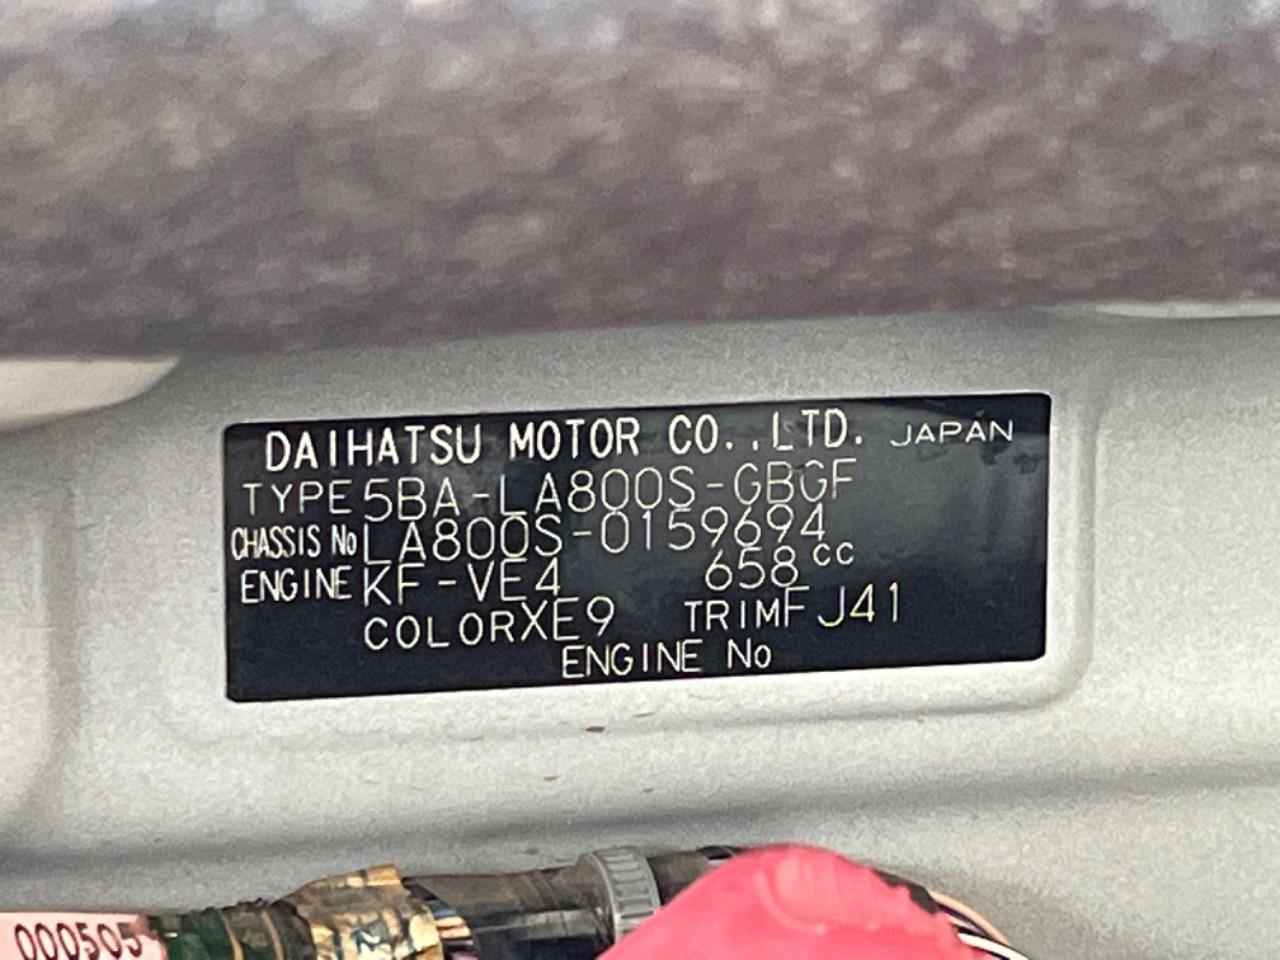 DAIHATSU MOTOR CO.,LTD. JAPAN
TYPE 5BA-LA800S-GBGF
CHASSIS No LA800S-0159694
ENGINE KF-VE4 658cc
COLOR XE9 TRIM FJ41
ENGINE No
000505